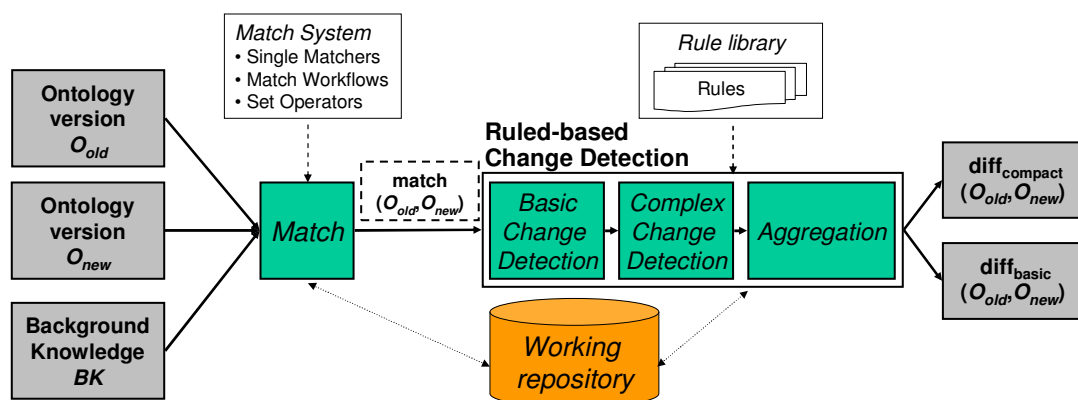 Match System
• Single Matchers
• Match Workflows
• Set Operators
Rule library
Rules
Ontology
version
O_old
Ontology
version
O_new
Background
Knowledge
BK
Match
match
(O_old,O_new)
Ruled-based
Change Detection
Basic
Change
Detection
Complex
Change
Detection
Aggregation
diff_compact
(O_old,O_new)
diff_basic
(O_old,O_new)
Working
repository